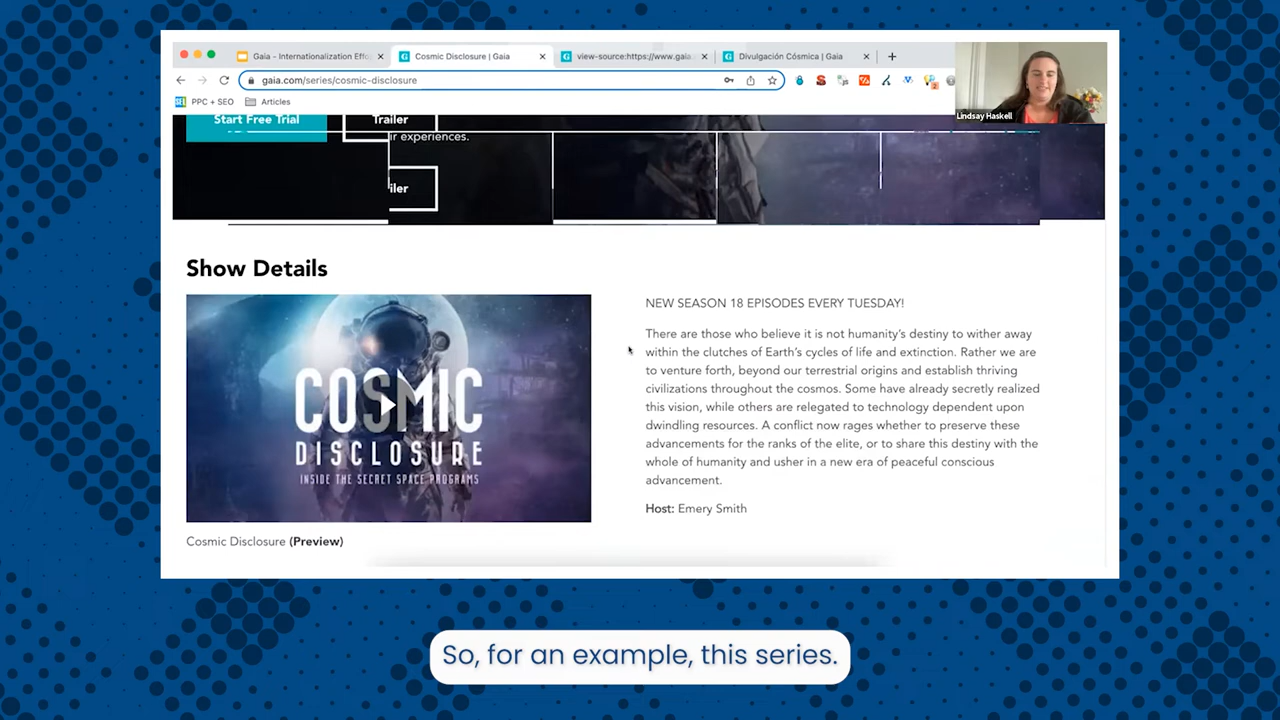 Gaia – Internationalization Effo
Cosmic Disclosure | Gaia
view-source:https://www.gaia.
Divulgación Cósmica | Gaia
gaia.com/series/cosmic-disclosure
PPC + SEO
Articles
Lindsay Haskell
Start Free Trial
Trailer
ir experiences.
iler
Show Details
COSMIC
DISCLOSURE
INSIDE THE SECRET SPACE PROGRAMS
Cosmic Disclosure (Preview)
NEW SEASON 18 EPISODES EVERY TUESDAY!
There are those who believe it is not humanity's destiny to wither away
within the clutches of Earth's cycles of life and extinction. Rather we are
to venture forth, beyond our terrestrial origins and establish thriving
civilizations throughout the cosmos. Some have already secretly realized
this vision, while others are relegated to technology dependent upon
dwindling resources. A conflict now rages whether to preserve these
advancements for the ranks of the elite, or to share this destiny with the
whole of humanity and usher in a new era of peaceful conscious
advancement.
Host: Emery Smith
So, for an example, this series.